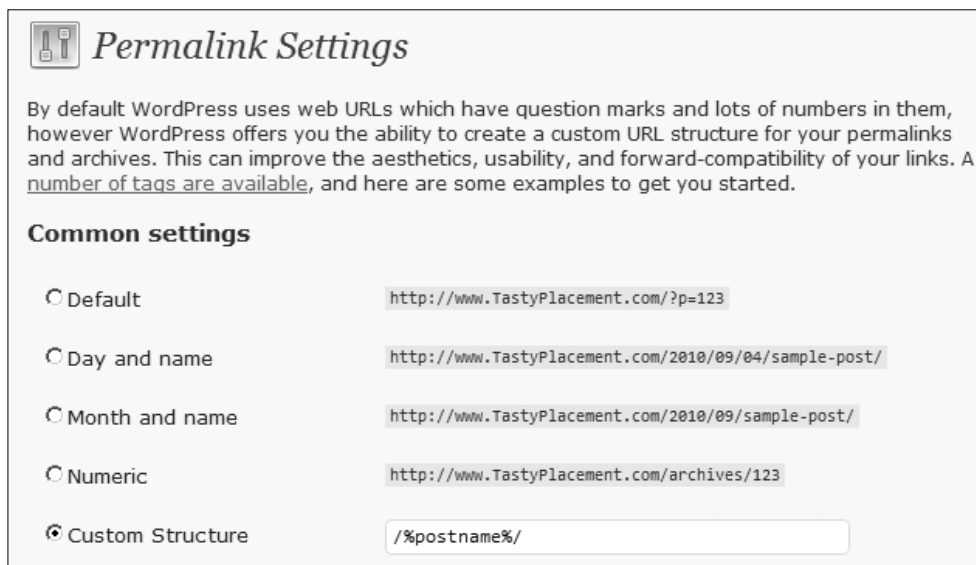 Permalink Settings
By default WordPress uses web URLs which have question marks and lots of numbers in them,
however WordPress offers you the ability to create a custom URL structure for your permalinks
and archives. This can improve the aesthetics, usability, and forward-compatibility of your links. A
number of tags are available, and here are some examples to get you started.
Common settings
Default http://www.TastyPlacement.com/?p=123
Day and name http://www.TastyPlacement.com/2010/09/04/sample-post/
Month and name http://www.TastyPlacement.com/2010/09/sample-post/
Numeric http://www.TastyPlacement.com/archives/123
Custom Structure /%postname%/